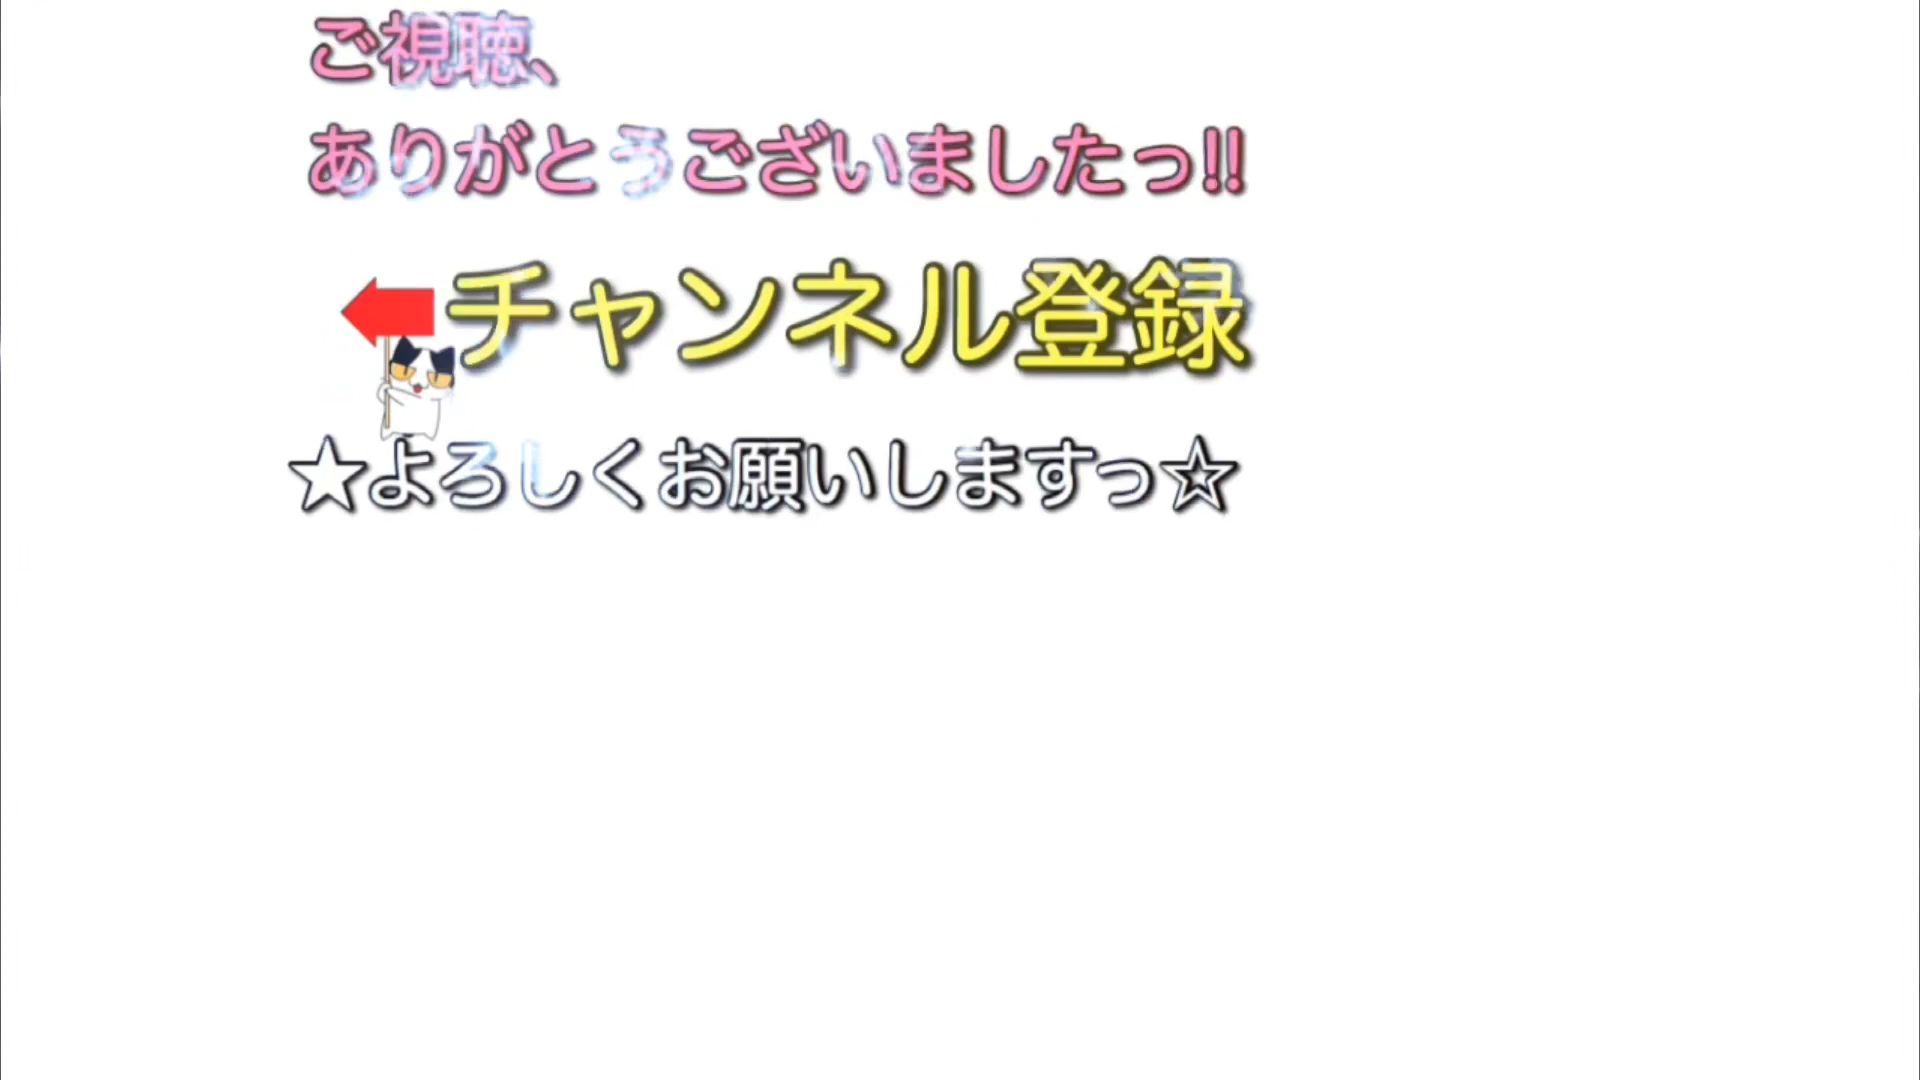 ご視聴、
ありがとうございましたっ!!
チャンネル登録
★よろしくお願いしますっ☆